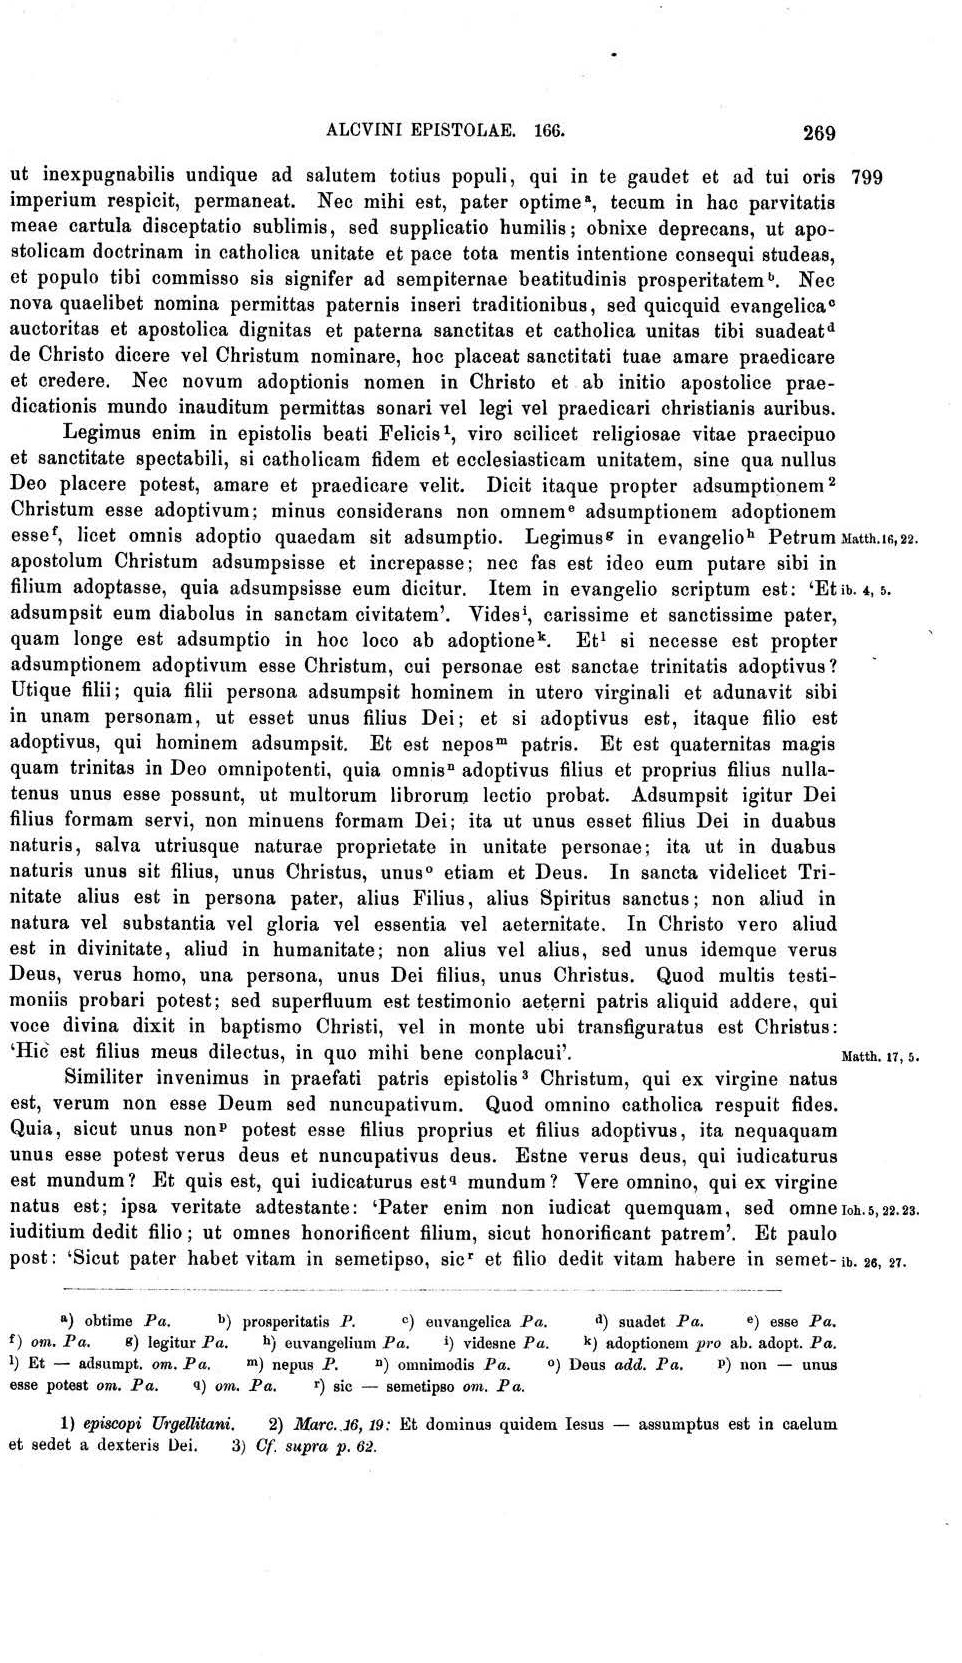 ALCVINI EPISTOLAE. 166. 269
ut inexpugnabilis undique ad salutem totius populi, qui in te gaudet et ad tui oris 799
imperium respicit, permaneat. Nec mihi est, pater optimeᵃ, tecum in hac parvitatis
meae cartula disceptatio sublimis, sed supplicatio humilis; obnixe deprecans, ut apo-
stolicam doctrinam in catholica unitate et pace tota mentis intentione consequi studeas,
et populo tibi commisso sis signifer ad sempiternae beatitudinis prosperitatemᵇ. Nec
nova quaelibet nomina permittas paternis inseri traditionibus, sed quicquid evangelicaᶜ
auctoritas et apostolica dignitas et paterna sanctitas et catholica unitas tibi suadeatᵈ
de Christo dicere vel Christum nominare, hoc placeat sanctitati tuae amare praedicare
et credere. Nec novum adoptionis nomen in Christo et ab initio apostolice prae-
dicationis mundo inauditum permittas sonari vel legi vel praedicari christianis auribus.
Legimus enim in epistolis beati Felicis¹, viro scilicet religiosae vitae praecipuo
et sanctitate spectabili, si catholicam fidem et ecclesiasticam unitatem, sine qua nullus
Deo placere potest, amare et praedicare velit. Dicit itaque propter adsumptionem²
Christum esse adoptivum; minus considerans non omnemᵉ adsumptionem adoptionem
esseᶠ, licet omnis adoptio quaedam sit adsumptio. Legimusᵍ in evangelioʰ Petrum Matth. 16, 22.
apostolum Christum adsumpsisse et increpasse; nec fas est ideo eum putare sibi in
filium adoptasse, quia adsumpsisse eum dicitur. Item in evangelio scriptum est: ‘Et ib. 4, 5.
adsumpsit eum diabolus in sanctam civitatem’. Videsⁱ, carissime et sanctissime pater,
quam longe est adsumptio in hoc loco ab adoptioneᵏ. Etˡ si necesse est propter
adsumptionem adoptivum esse Christum, cui personae est sanctae trinitatis adoptivus?
Utique filii; quia filii persona adsumpsit hominem in utero virginali et adunavit sibi
in unam personam, ut esset unus filius Dei; et si adoptivus est, itaque filio est
adoptivus, qui hominem adsumpsit. Et est neposᵐ patris. Et est quaternitas magis
quam trinitas in Deo omnipotenti, quia omnisⁿ adoptivus filius et proprius filius nulla-
tenus unus esse possunt, ut multorum librorum lectio probat. Adsumpsit igitur Dei
filius formam servi, non minuens formam Dei; ita ut unus esset filius Dei in duabus
naturis, salva utriusque naturae proprietate in unitate personae; ita ut in duabus
naturis unus sit filius, unus Christus, unusᵒ etiam et Deus. In sancta videlicet Tri-
nitate alius est in persona pater, alius Filius, alius Spiritus sanctus; non aliud in
natura vel substantia vel gloria vel essentia vel aeternitate. In Christo vero aliud
est in divinitate, aliud in humanitate; non alius vel alius, sed unus idemque verus
Deus, verus homo, una persona, unus Dei filius, unus Christus. Quod multis testi-
moniis probari potest; sed superfluum est testimonio aeterni patris aliquid addere, qui
voce divina dixit in baptismo Christi, vel in monte ubi transfiguratus est Christus:
‘Hic est filius meus dilectus, in quo mihi bene conplacui’. Matth. 17, 5.
Similiter invenimus in praefati patris epistolis³ Christum, qui ex virgine natus
est, verum non esse Deum sed nuncupativum. Quod omnino catholica respuit fides.
Quia, sicut unus nonᵖ potest esse filius proprius et filius adoptivus, ita nequaquam
unus esse potest verus deus et nuncupativus deus. Estne verus deus, qui iudicaturus
est mundum? Et quis est, qui iudicaturus est𐞥 mundum? Vere omnino, qui ex virgine
natus est; ipsa veritate adtestante: ‘Pater enim non iudicat quemquam, sed omne Ioh. 5, 22. 23.
iuditium dedit filio; ut omnes honorificent filium, sicut honorificant patrem’. Et paulo
post: ‘Sicut pater habet vitam in semetipso, sicʳ et filio dedit vitam habere in semet- ib. 26, 27.
a) obtime Pa. b) prosperitatis P. c) euvangelica Pa. d) suadet Pa. e) esse Pa.
f) om. Pa. g) legitur Pa. h) euvangelium Pa. i) videsne Pa. k) adoptionem pro ab. adopt. Pa.
l) Et — adsumpt. om. Pa. m) nepus P. n) omnimodis Pa. o) Deus add. Pa. p) non — unus
esse potest om. Pa. q) om. Pa. r) sic — semetipso om. Pa.
1) episcopi Urgellitani. 2) Marc. 16, 19: Et dominus quidem Iesus — assumptus est in caelum
et sedet a dexteris Dei. 3) Cf. supra p. 62.